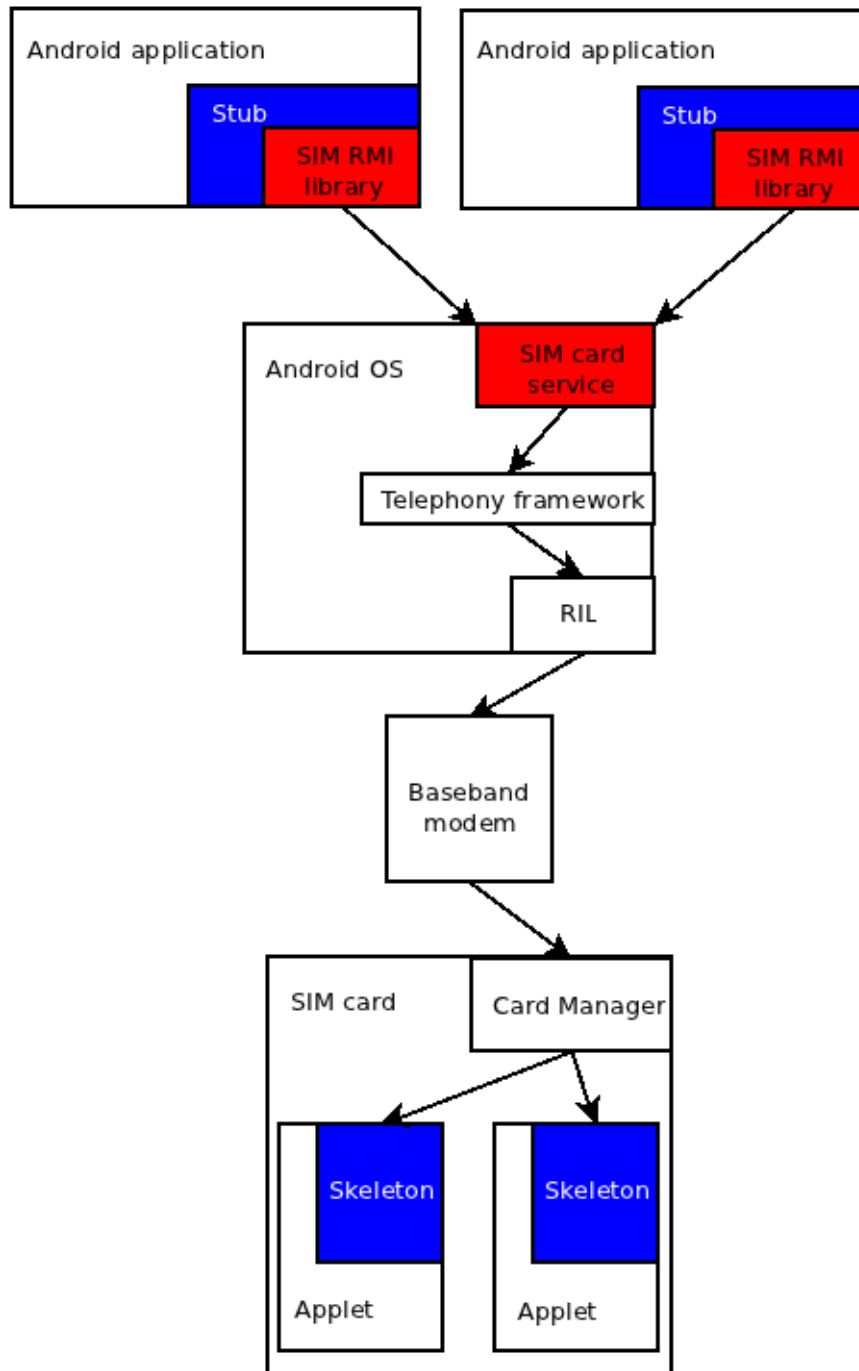 Android application
Stub
SIM RMI
library
Android application
Stub
SIM RMI
library
Android OS
SIM card
service
Telephony framework
RIL
Baseband
modem
SIM card
Card Manager
Skeleton
Applet
Skeleton
Applet